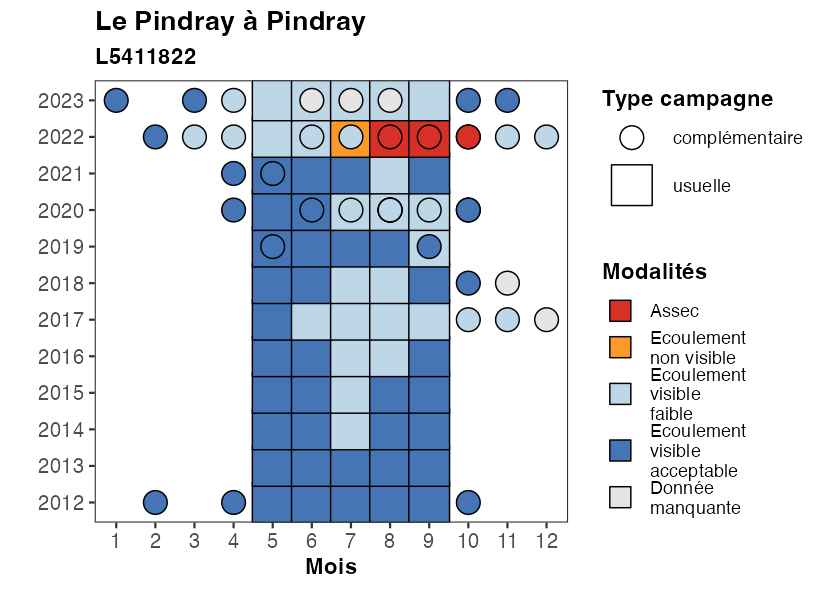 Le Pindray à Pindray
L5411822
2023
2022
2021
2020
2019
2018
2017
2016
2015
2014
2013
2012
1 2 3 4 5 6 7 8 9 10 11 12
Mois
Type campagne
complémentaire
usuelle
Modalités
Assec
Ecoulement
non visible
Ecoulement
visible
faible
Ecoulement
visible
acceptable
Donnée
manquante